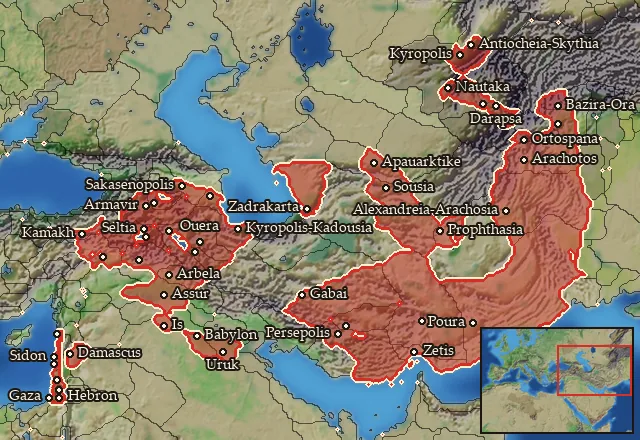 Antiocheia-Skythia
Kyropolis
Nautaka
Bazira-Ora
Darapsa
Ortospana
Arachotos
Apauarktike
Sakasenopolis
Sousia
Armavir
Zadrakarta
Alexandreia-Arachosia
Kamakh
Seltia
Ouera
Kyropolis-Kadousia
Prophthasia
Arbela
Assur
Gabai
Is
Babylon
Persepolis
Poura
Sidon
Damascus
Uruk
Zetis
Gaza
Hebron